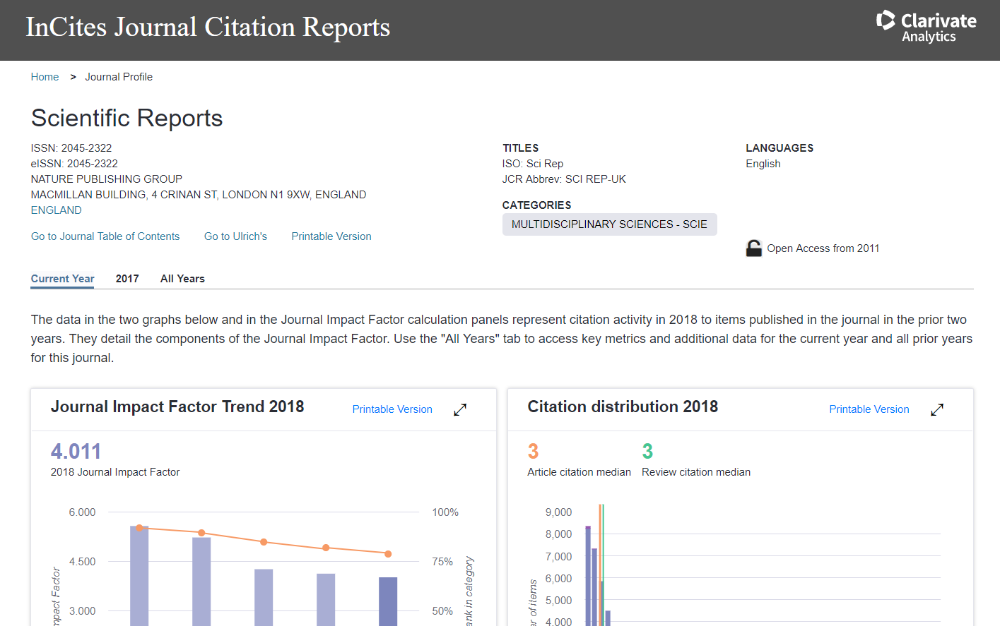 InCites Journal Citation Reports
Clarivate
Analytics
Home > Journal Profile
Scientific Reports
ISSN: 2045-2322
eISSN: 2045-2322
NATURE PUBLISHING GROUP
MACMILLAN BUILDING, 4 CRINAN ST, LONDON N1 9XW, ENGLAND
ENGLAND
Go to Journal Table of Contents Go to Ulrich's Printable Version
TITLES
ISO: Sci Rep
JCR Abbrev: SCI REP-UK
CATEGORIES
MULTIDISCIPLINARY SCIENCES - SCIE
LANGUAGES
English
Open Access from 2011
Current Year 2017 All Years
The data in the two graphs below and in the Journal Impact Factor calculation panels represent citation activity in 2018 to items published in the journal in the prior two
years. They detail the components of the Journal Impact Factor. Use the "All Years" tab to access key metrics and additional data for the current year and all prior years
for this journal.
Journal Impact Factor Trend 2018 Printable Version
4.011
2018 Journal Impact Factor
6.000 100%
4.500 75%
3.000 50%
Factor
in category
Citation distribution 2018 Printable Version
3 3
Article citation median Review citation median
9,000
8,000
7,000
6,000
5,000
4,000
of items